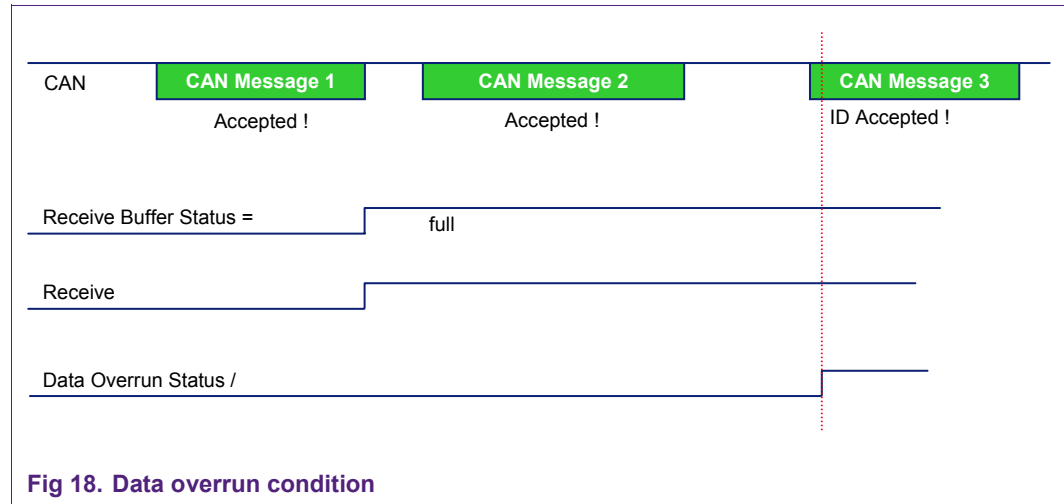 CAN CAN Message 1 CAN Message 2 CAN Message 3
Accepted ! Accepted ! ID Accepted !
Receive Buffer Status = full
Receive
Data Overrun Status /
Fig 18. Data overrun condition